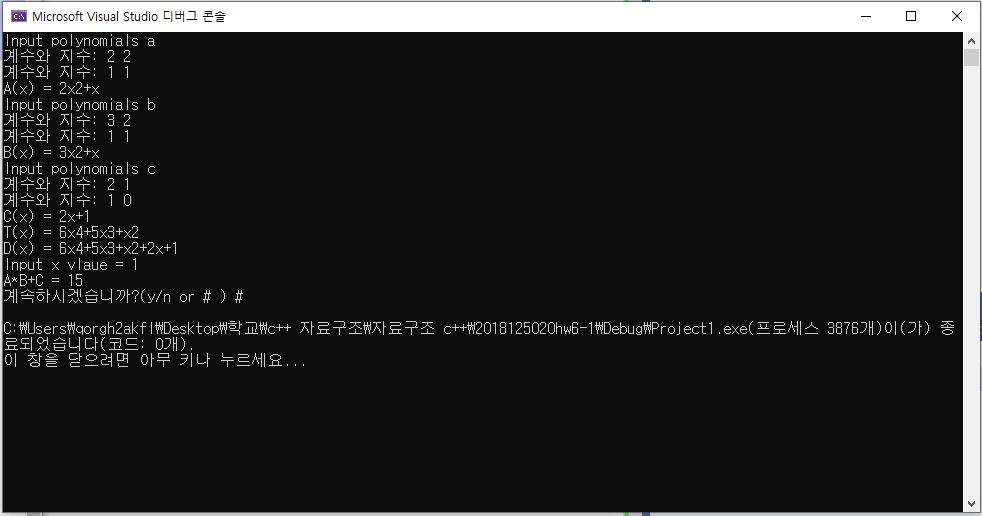 Microsoft Visual Studio 디버그 콘솔
Input polynomials a
계수와 지수: 2 2
계수와 지수: 1 1
A(x) = 2x2+x
Input polynomials b
계수와 지수: 3 2
계수와 지수: 1 1
B(x) = 3x2+x
Input polynomials c
계수와 지수: 2 1
계수와 지수: 1 0
C(x) = 2x+1
T(x) = 6x4+5x3+x2
D(x) = 6x4+5x3+x2+2x+1
Input x vlaue = 1
A*B+C = 15
계속하시겠습니까?(y/n or # ) #
C:₩Users₩qorgh2akfl₩Desktop₩학교₩c++ 자료구조₩자료구조 c++₩2018125020hw6-1₩Debug₩Project1.exe(프로세스 3876개)이(가) 종
료되었습니다(코드: 0개).
이 창을 닫으려면 아무 키나 누르세요...